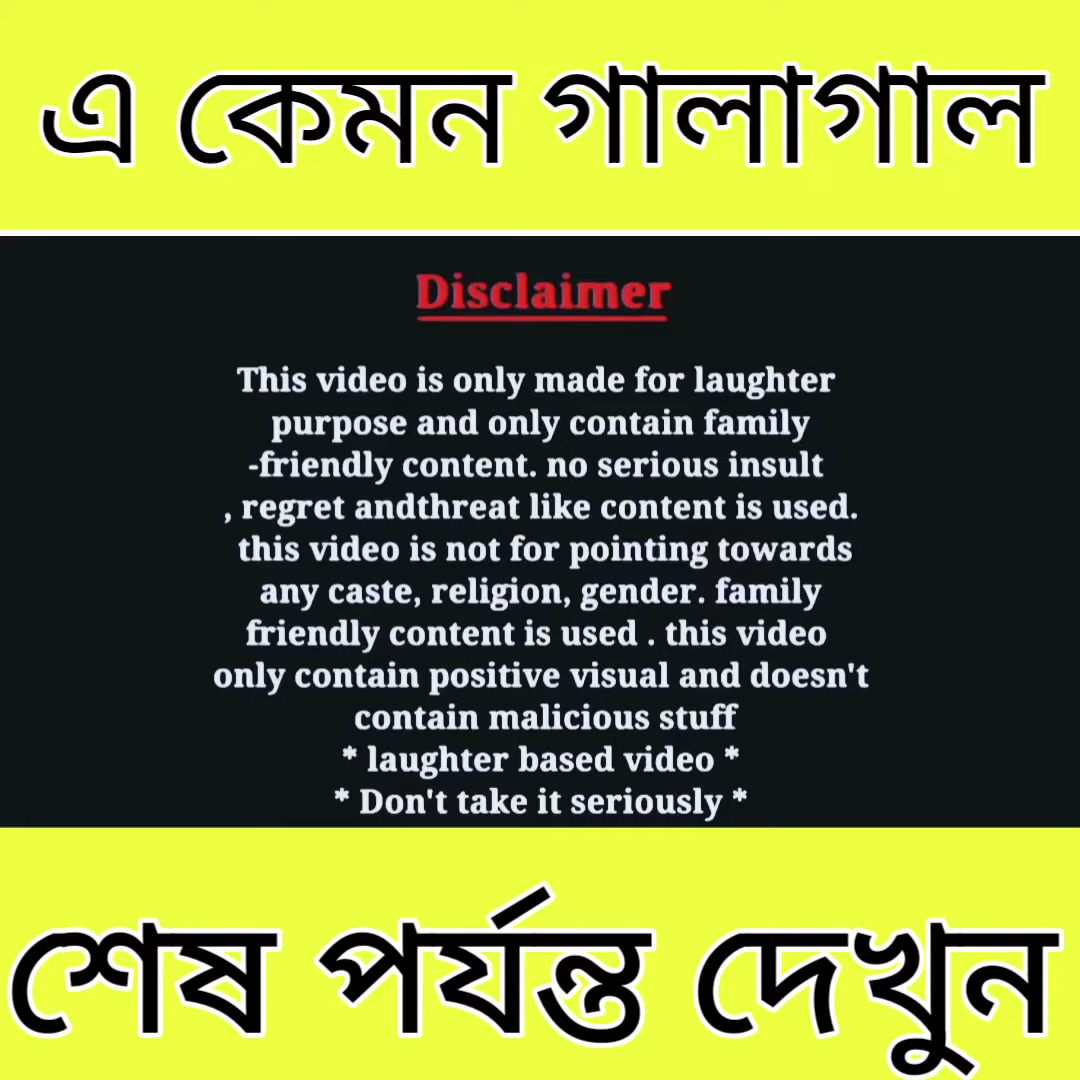 এ কেমন গালাগাল
Disclaimer
This video is only made for laughter
purpose and only contain family
-friendly content. no serious insult
, regret andthreat like content is used.
this video is not for pointing towards
any caste, religion, gender. family
friendly content is used . this video
only contain positive visual and doesn't
contain malicious stuff
* laughter based video *
* Don't take it seriously *
শেষ পর্যন্ত দেখুন